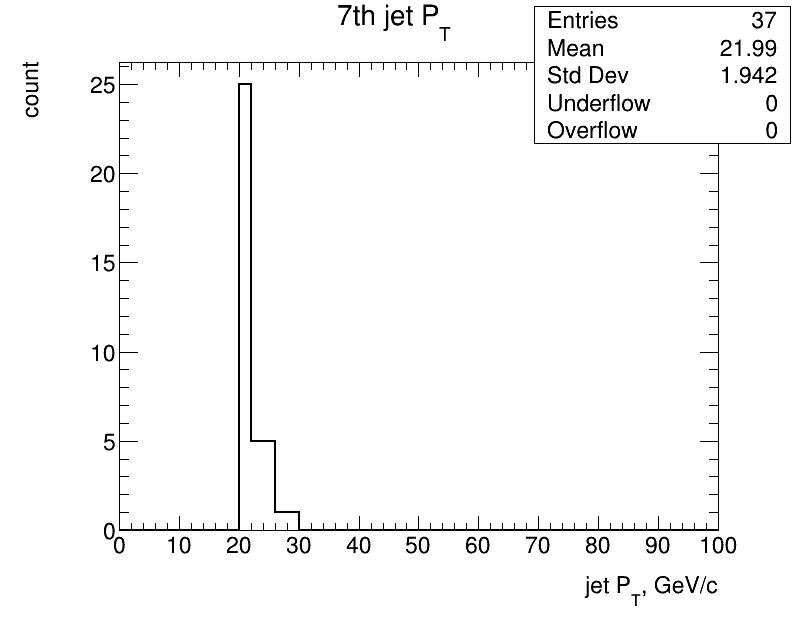 7th jet P_T
Entries 37
Mean 21.99
Std Dev 1.942
Underflow 0
Overflow 0
count
25
20
15
10
5
0
0 10 20 30 40 50 60 70 80 90 100
jet P_T, GeV/c